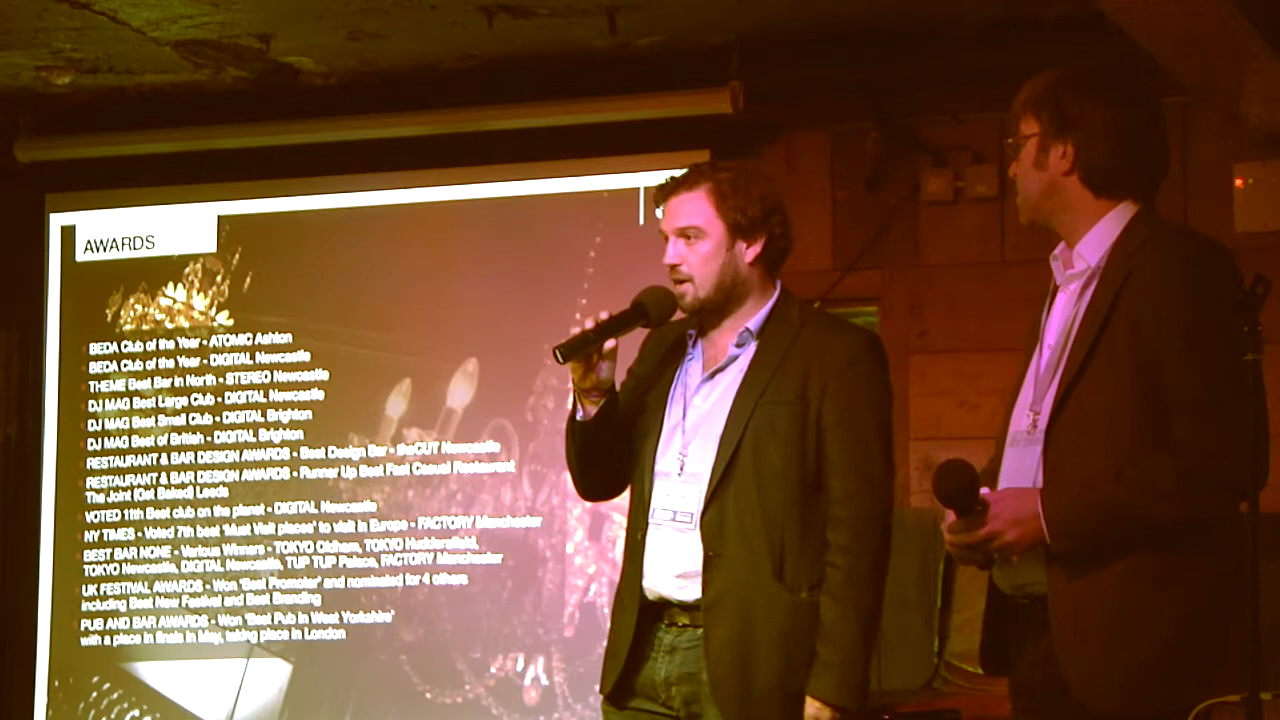 AWARDS
BEDA Club of the Year - ATOMIC Ashton
BEDA Club of the Year - DIGITAL Newcastle
THEME Best Bar in North - STEREO Newcastle
DJ MAG Best Large Club - DIGITAL Newcastle
DJ MAG Best Small Club - DIGITAL Brighton
DJ MAG Best of British - DIGITAL Brighton
RESTAURANT & BAR DESIGN AWARDS - Best Design Bar - theCUT Newcastle
RESTAURANT & BAR DESIGN AWARDS - Runner Up Best Fast Casual Restaurant
The Joint (Get Baked) Leeds
VOTED 11th Best club on the planet - DIGITAL Newcastle
NY TIMES - Voted 7th best 'Must Visit places' to visit in Europe - FACTORY Manchester
BEST BAR NONE - Various Winners - TOKYO Oldham, TOKYO Huddersfield,
TOKYO Newcastle, DIGITAL Newcastle, TUP TUP Palace, FACTORY Manchester
UK FESTIVAL AWARDS - Won 'Best Promoter' and nominated for 4 others
including Best New Festival and Best Branding
PUB AND BAR AWARDS - Won 'Best Pub in West Yorkshire'
with a place in finals in May, taking place in London